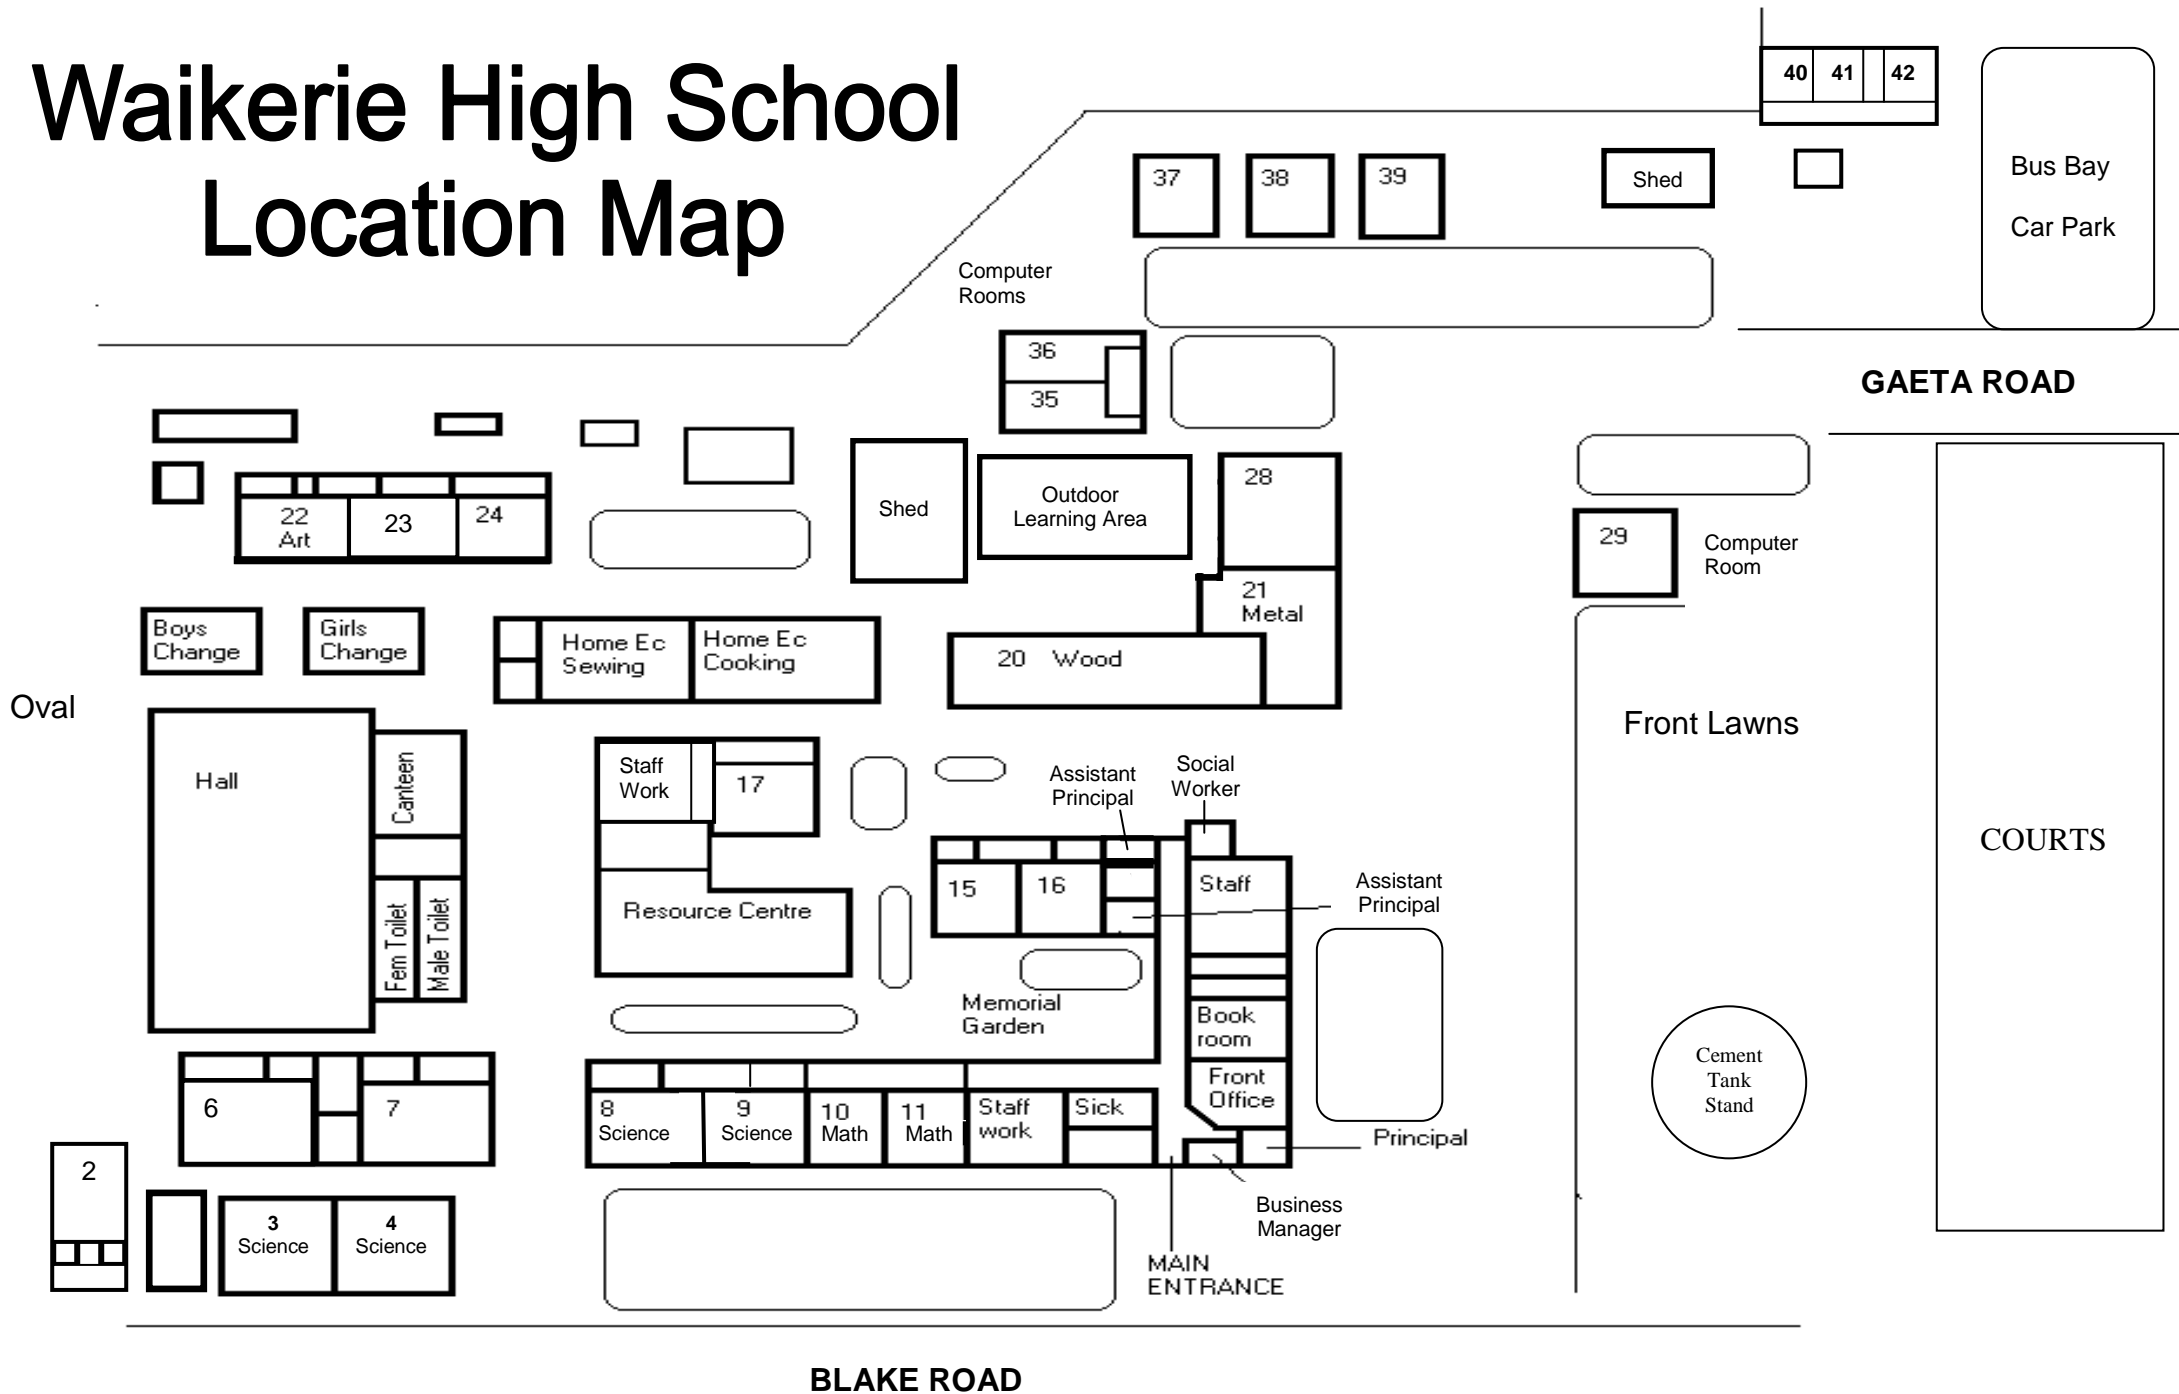 Waikerie High School
Location Map
40 41 42
Bus Bay
Car Park
37
38
39
Shed
Computer
Rooms
36
35
GAETA ROAD
22
Art
23
24
Shed
Outdoor
Learning Area
28
29
Computer
Room
21
Metal
Boys
Change
Girls
Change
Home Ec
Sewing
Home Ec
Cooking
20 Wood
Oval
Front Lawns
Hall
Canteen
Fem Toilet
Male Toilet
Staff
Work
17
Assistant
Principal
Social
Worker
COURTS
15
16
Staff
Assistant
Principal
Resource Centre
Memorial
Garden
Book
room
Front
Office
Cement
Tank
Stand
6
7
8
Science
9
Science
10
Math
11
Math
Staff
work
Sick
Principal
2
3
Science
4
Science
Business
Manager
MAIN
ENTRANCE
BLAKE ROAD